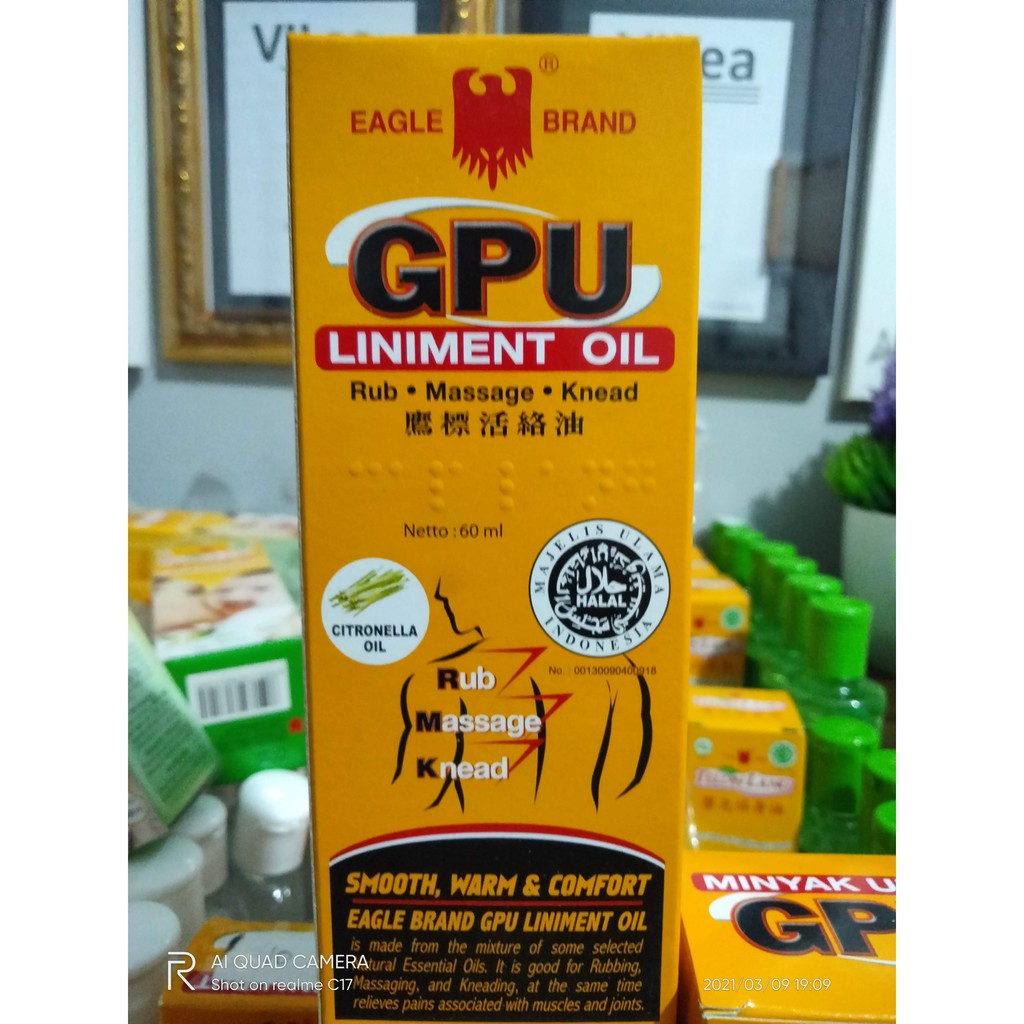 EAGLE BRAND
®
GPU
LINIMENT OIL
Rub • Massage • Knead
鷹標活絡油
Netto : 60 ml
CITRONELLA
OIL
MAJELIS ULAMA
حلال
HALAL
INDONESIA
No. : 00130090400918
Rub
Massage
Knead
SMOOTH, WARM & COMFORT
EAGLE BRAND GPU LINIMENT OIL
is made from the mixture of some selected
Natural Essential Oils. It is good for Rubbing,
Massaging, and Kneading, at the same time
relieves pains associated with muscles and joints.
MINYAK U
GP
LINIMENT
R
AI QUAD CAMERA
Shot on realme C17
2021. 03. 09 19:09